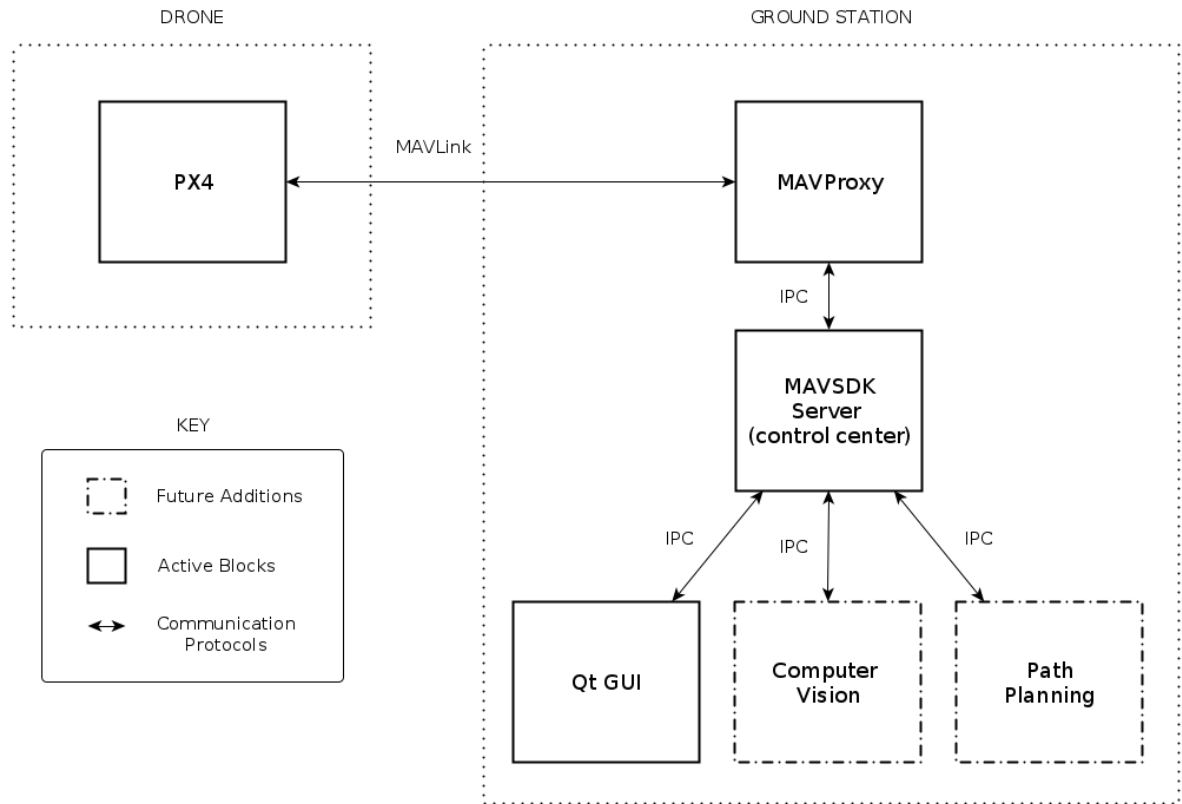 DRONE
GROUND STATION
PX4
MAVLink
MAVProxy
IPC
MAVSDK
Server
(control center)
KEY
Future Additions
Active Blocks
Communication
Protocols
IPC
IPC
IPC
Qt GUI
Computer
Vision
Path
Planning